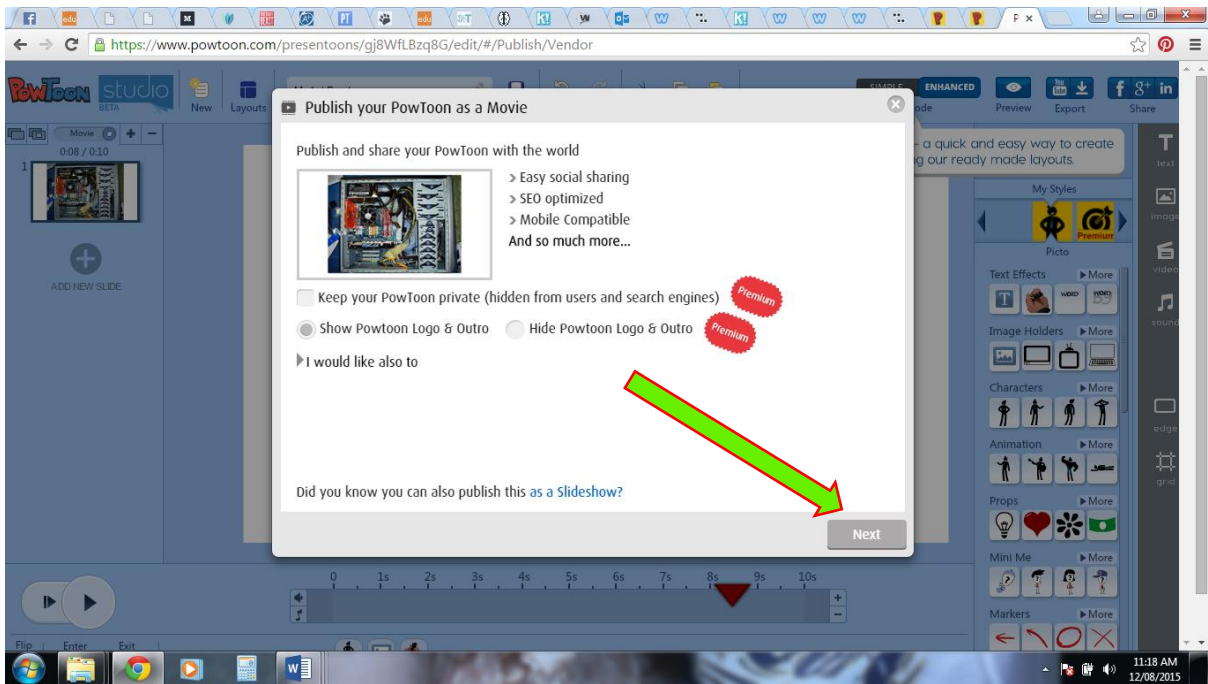 https://www.powtoon.com/presentoons/gj8WfLBzq8G/edit/#/Publish/Vendor
PowToon studio
BETA
New
Layouts
SIMPLE ENHANCED
Preview
Export
Share
Movie
0:08 / 0:10
1
ADD NEW SLIDE
Publish your PowToon as a Movie
Publish and share your PowToon with the world
> Easy social sharing
> SEO optimized
> Mobile Compatible
And so much more...
Keep your PowToon private (hidden from users and search engines) Premium
Show Powtoon Logo & Outro Hide Powtoon Logo & Outro Premium
I would like also to
Did you know you can also publish this as a Slideshow?
Next
- a quick and easy way to create
g our ready made layouts.
My Styles
Premium
Picto
Text Effects More
Image Holders More
Characters More
Animation More
Props More
Mini Me More
Markers More
text
image
video
sound
edge
grid
0 1s 2s 3s 4s 5s 6s 7s 8s 9s 10s
Flip Enter Exit
11:18 AM
12/08/2015